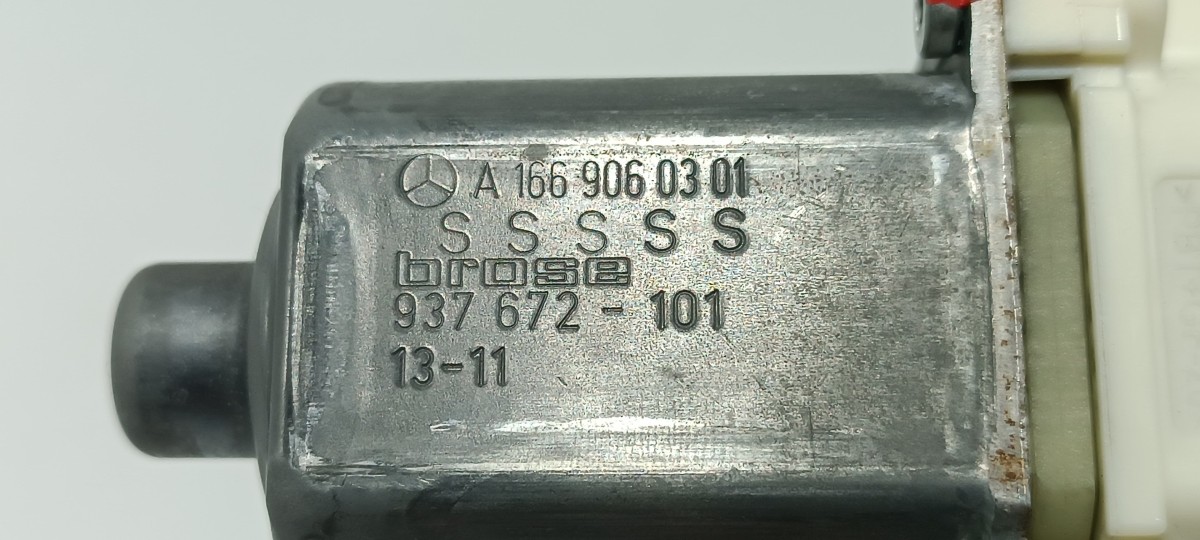 A 166 906 03 01
S S S S S
brose
937 672 - 101
13-11